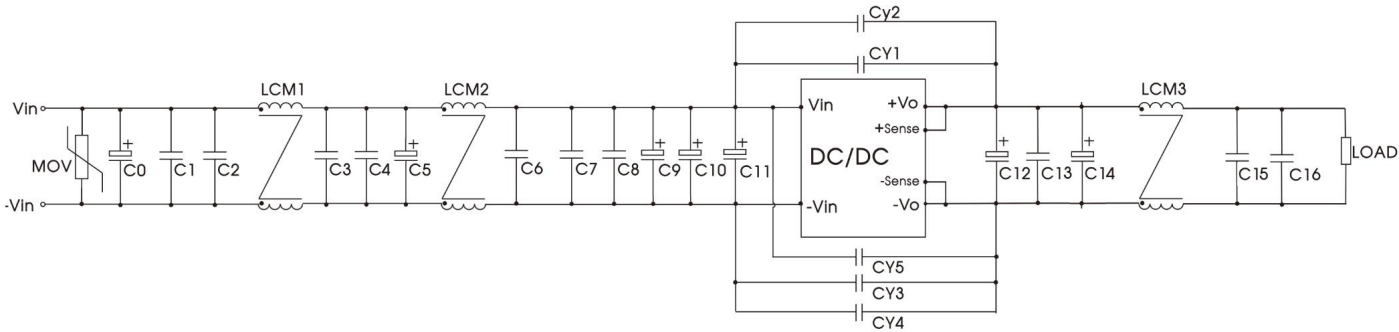 Cy2
CY1
LCM1
LCM2
LCM3
Vin
Vin
+Vo
+Sense
MOV
C0
C1
C2
C3
C4
C5
C6
C7
C8
C9
C10
C11
DC/DC
C12
C13
C14
C15
C16
LOAD
-Sense
-Vin
-Vin
-Vo
CY5
CY3
CY4